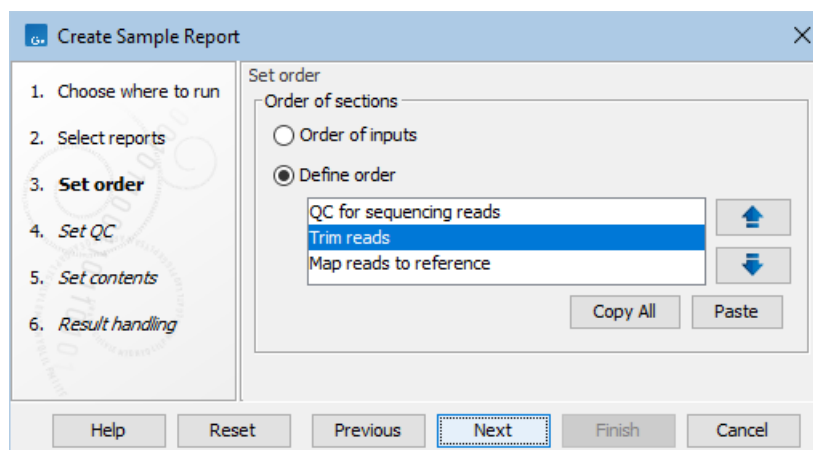 Create Sample Report
1. Choose where to run
2. Select reports
3. Set order
4. Set QC
5. Set contents
6. Result handling
Set order
Order of sections
Order of inputs
Define order
QC for sequencing reads
Trim reads
Map reads to reference
Copy All
Paste
Help
Reset
Previous
Next
Finish
Cancel